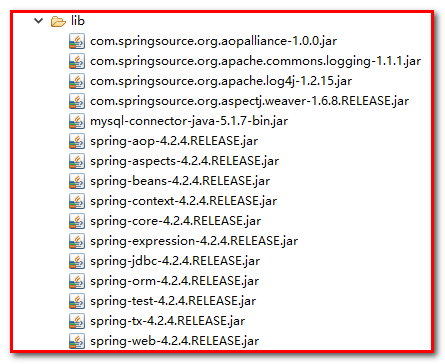 lib
com.springsource.org.aopalliance-1.0.0.jar
com.springsource.org.apache.commons.logging-1.1.1.jar
com.springsource.org.apache.log4j-1.2.15.jar
com.springsource.org.aspectj.weaver-1.6.8.RELEASE.jar
mysql-connector-java-5.1.7-bin.jar
spring-aop-4.2.4.RELEASE.jar
spring-aspects-4.2.4.RELEASE.jar
spring-beans-4.2.4.RELEASE.jar
spring-context-4.2.4.RELEASE.jar
spring-core-4.2.4.RELEASE.jar
spring-expression-4.2.4.RELEASE.jar
spring-jdbc-4.2.4.RELEASE.jar
spring-orm-4.2.4.RELEASE.jar
spring-test-4.2.4.RELEASE.jar
spring-tx-4.2.4.RELEASE.jar
spring-web-4.2.4.RELEASE.jar